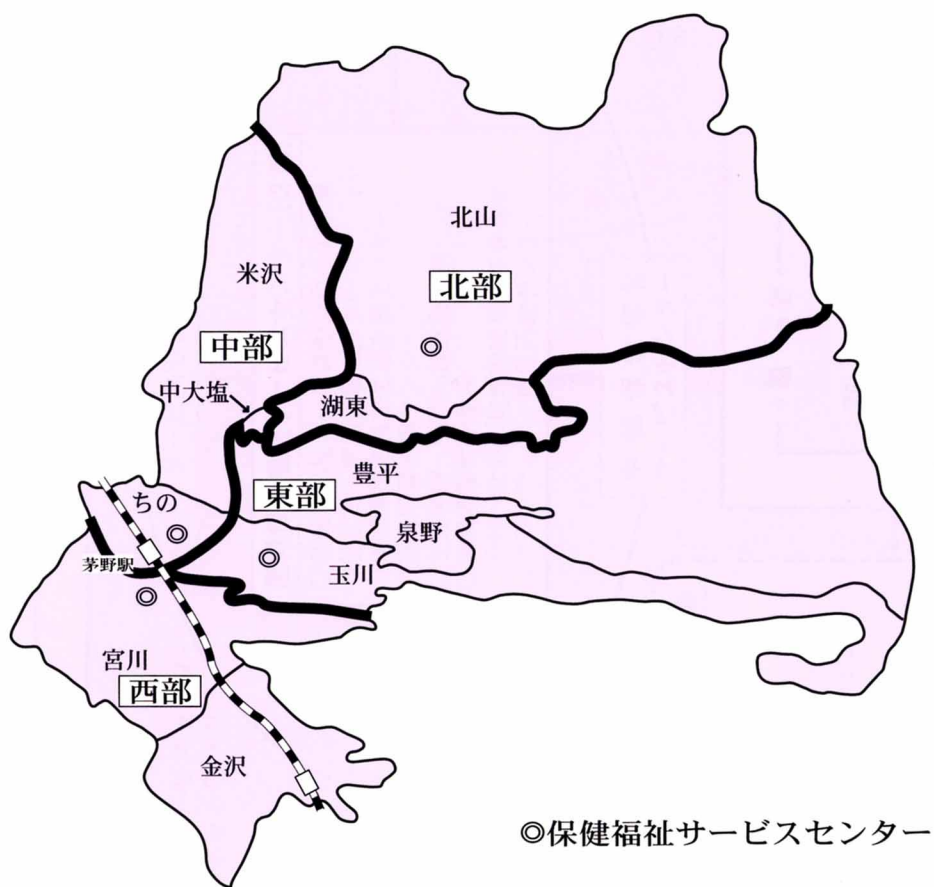 北山
米沢
北部
中部
中大塩
湖東
豊平
東部
ちの
泉野
茅野駅
玉川
宮川
西部
金沢
◎保健福祉サービスセンター